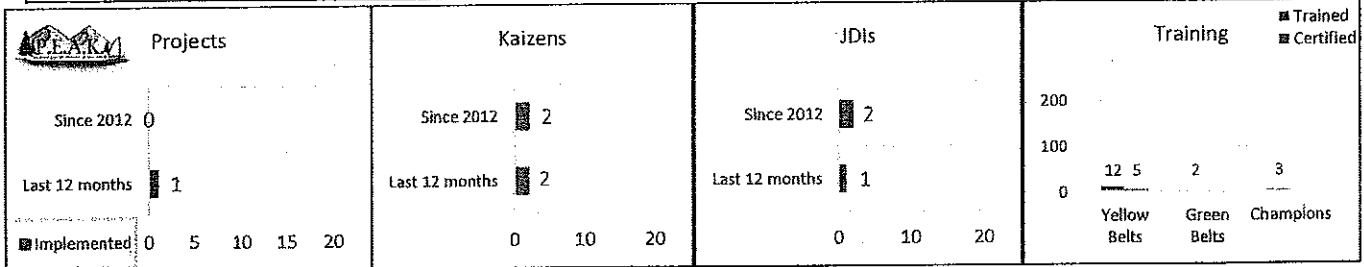 P.E.A.K.
Projects
Since 2012 0
Last 12 months 1
Implemented 0 5 10 15 20
Kaizens
Since 2012 2
Last 12 months 2
0 10 20
JDIs
Since 2012 2
Last 12 months 1
0 10 20
Training
Trained
Certified
200
100
0
12 5 2 3
Yellow Belts
Green Belts
Champions